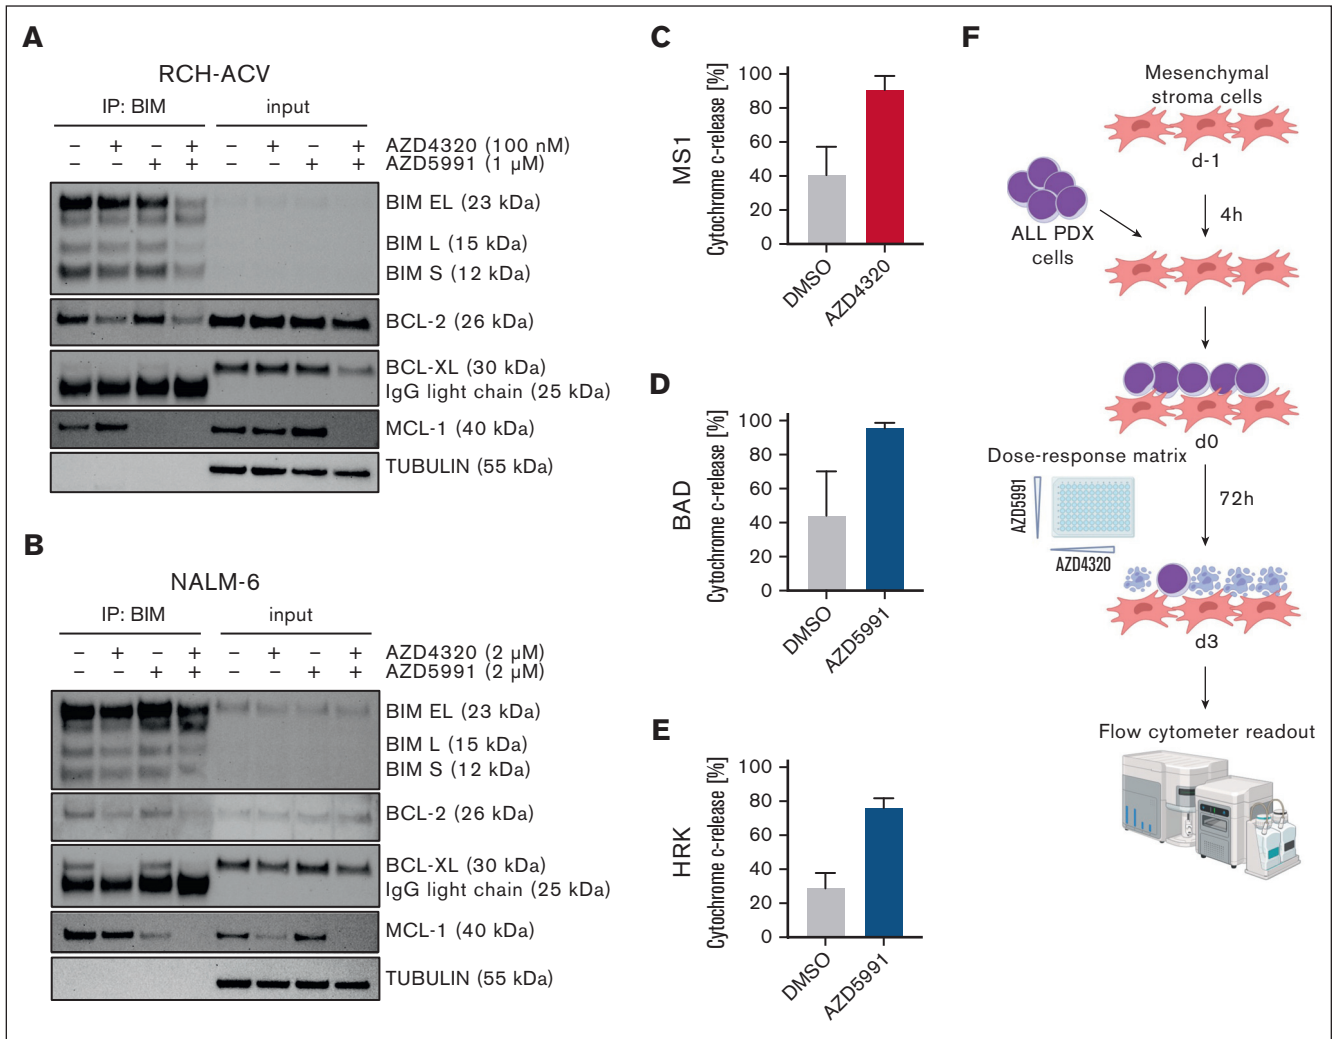 A
RCH-ACV
IP: BIM input
– + – + – + – + AZD4320 (100 nM)
– – + + – – + + AZD5991 (1 µM)
BIM EL (23 kDa)
BIM L (15 kDa)
BIM S (12 kDa)
BCL-2 (26 kDa)
BCL-XL (30 kDa)
IgG light chain (25 kDa)
MCL-1 (40 kDa)
TUBULIN (55 kDa)
B
NALM-6
IP: BIM input
– + – + – + – + AZD4320 (2 µM)
– – + + – – + + AZD5991 (2 µM)
BIM EL (23 kDa)
BIM L (15 kDa)
BIM S (12 kDa)
BCL-2 (26 kDa)
BCL-XL (30 kDa)
IgG light chain (25 kDa)
MCL-1 (40 kDa)
TUBULIN (55 kDa)
C
MS1
Cytochrome c-release [%]
100
80
60
40
20
0
DMSO
AZD4320
D
BAD
Cytochrome c-release [%]
100
80
60
40
20
0
DMSO
AZD5991
E
HRK
Cytochrome c-release [%]
100
80
60
40
20
0
DMSO
AZD5991
F
Mesenchymal
stroma cells
d-1
4h
ALL PDX
cells
d0
Dose-response matrix
AZD5991
AZD4320
72h
d3
Flow cytometer readout